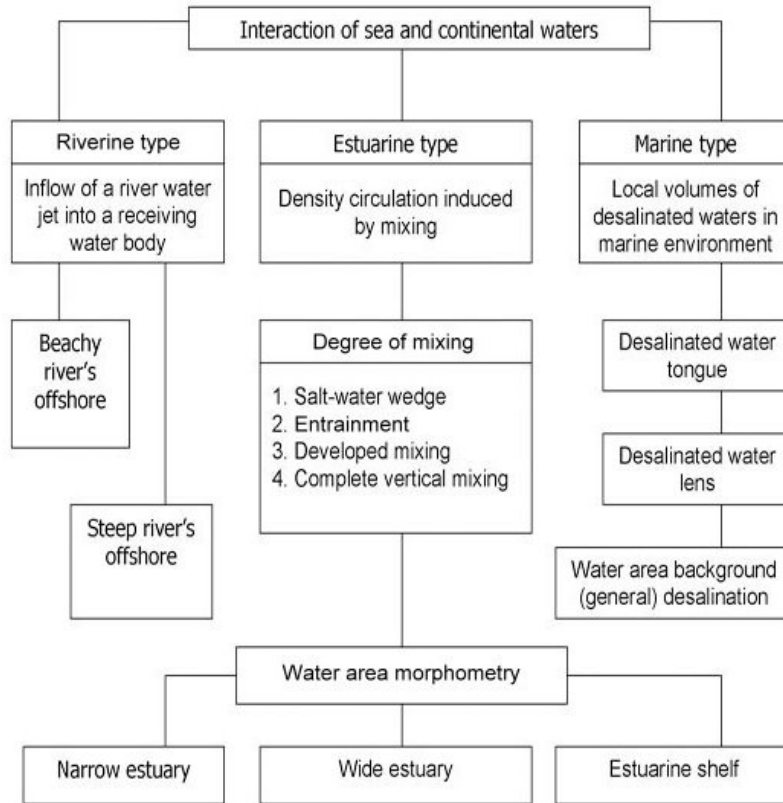 Interaction of sea and continental waters
Riverine type
Inflow of a river water
jet into a receiving
water body
Estuarine type
Density circulation induced
by mixing
Marine type
Local volumes of
desalinated waters in
marine environment
Beachy
river's
offshore
Steep river's
offshore
Degree of mixing
1. Salt-water wedge
2. Entrainment
3. Developed mixing
4. Complete vertical mixing
Desalinated water
tongue
Desalinated water
lens
Water area background
(general) desalination
Water area morphometry
Narrow estuary
Wide estuary
Estuarine shelf